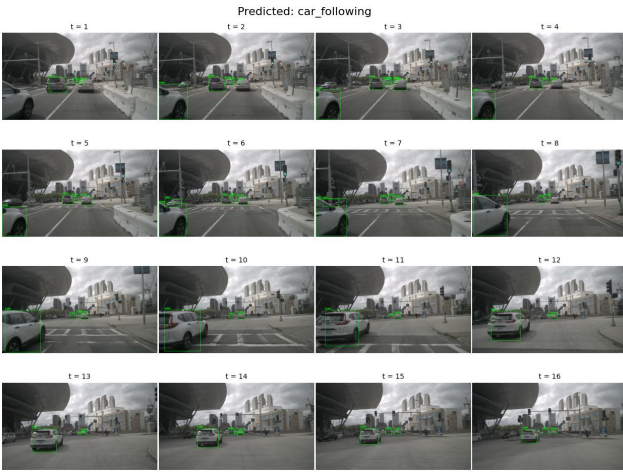 Predicted: car_following
t = 1
t = 2
t = 3
t = 4
t = 5
t = 6
t = 7
t = 8
t = 9
t = 10
t = 11
t = 12
t = 13
t = 14
t = 15
t = 16